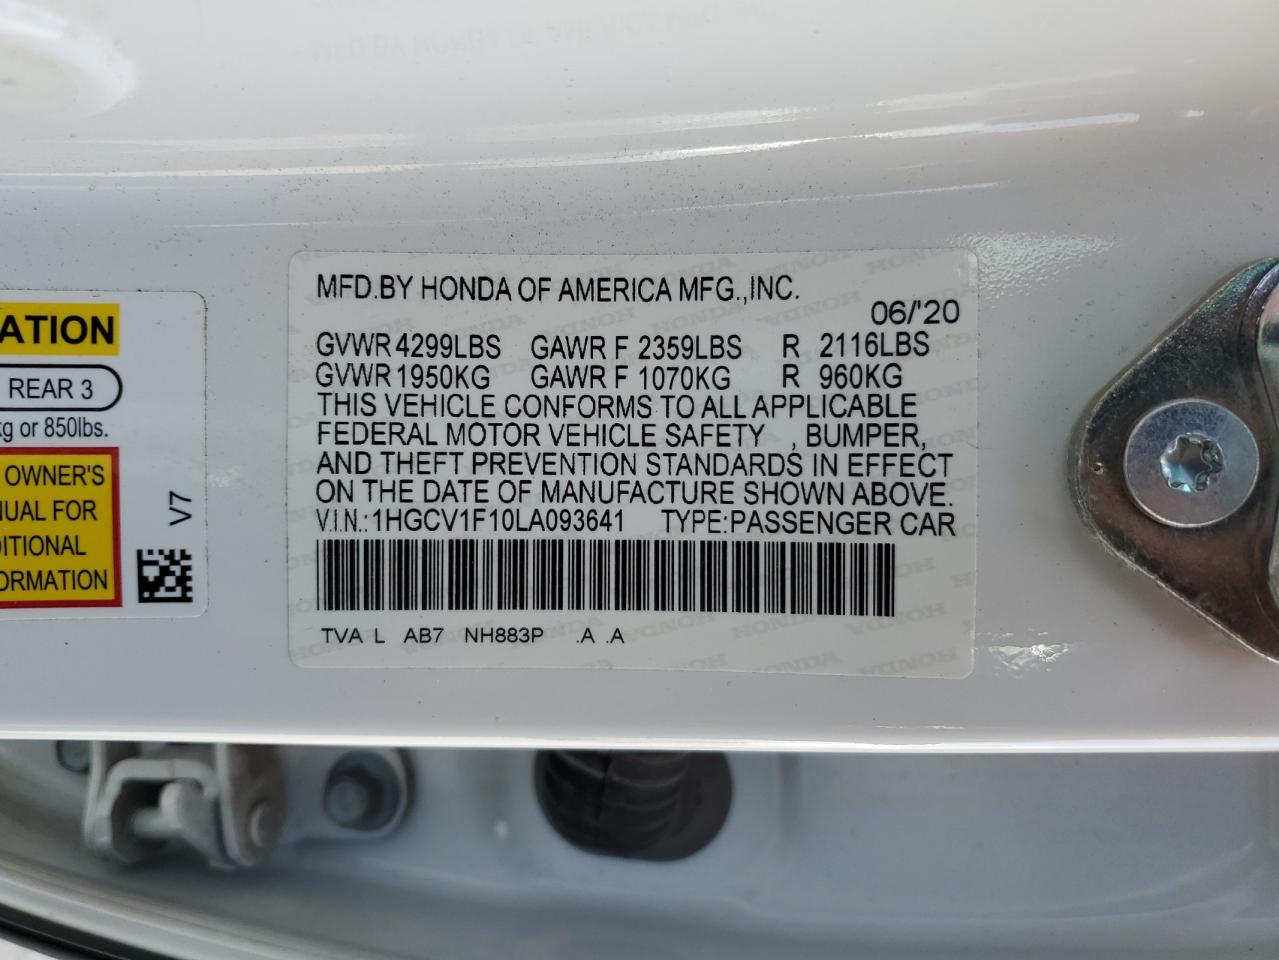 MFD.BY HONDA OF AMERICA MFG.,INC.
06/'20
GVWR 4299LBS GAWR F 2359LBS R 2116LBS
GVWR 1950KG GAWR F 1070KG R 960KG
THIS VEHICLE CONFORMS TO ALL APPLICABLE
FEDERAL MOTOR VEHICLE SAFETY , BUMPER,
AND THEFT PREVENTION STANDARDS IN EFFECT
ON THE DATE OF MANUFACTURE SHOWN ABOVE.
V.I.N.:1HGCV1F10LA093641 TYPE:PASSENGER CAR
TVA L AB7 NH883P .A .A
ATION
REAR 3
kg or 850lbs.
OWNER'S
NUAL FOR
DITIONAL
FORMATION
V7